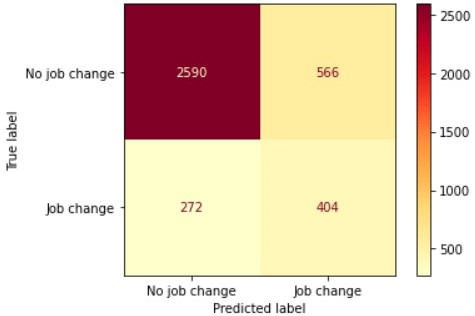 True label
No job change
Job change
2590
566
272
404
No job change
Job change
Predicted label
2500
2000
1500
1000
500